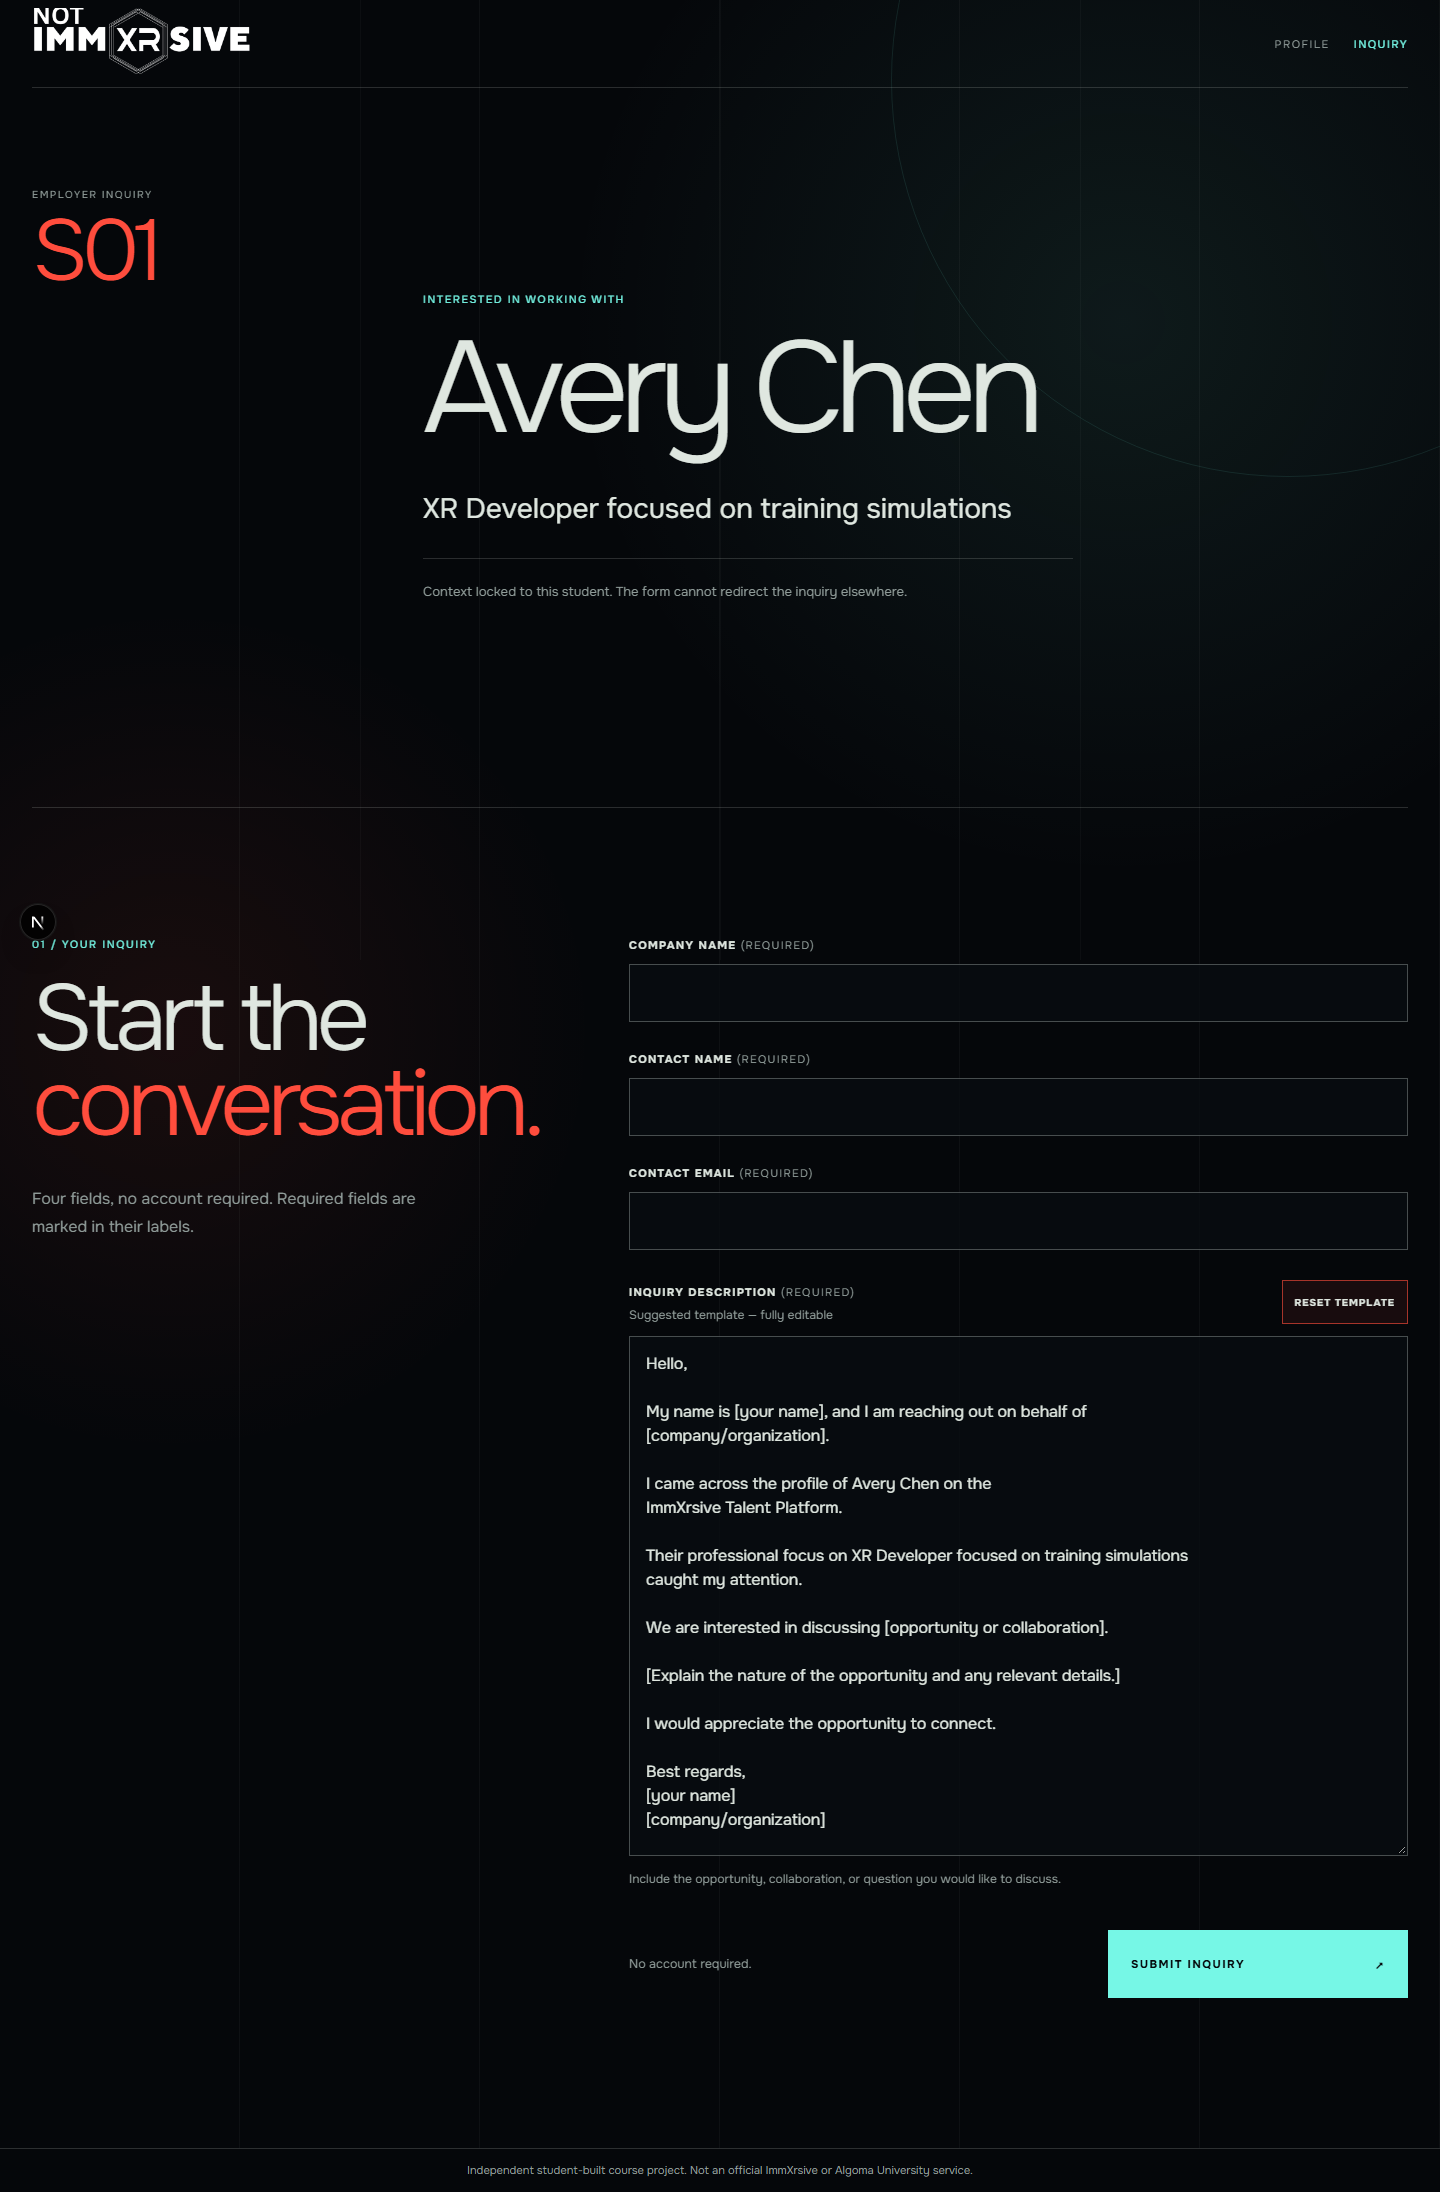 NOT
IMMXRSIVE
PROFILE INQUIRY
EMPLOYER INQUIRY
S01
INTERESTED IN WORKING WITH
Avery Chen
XR Developer focused on training simulations
Context locked to this student. The form cannot redirect the inquiry elsewhere.
N
01 / YOUR INQUIRY
Start the
conversation.
Four fields, no account required. Required fields are
marked in their labels.
COMPANY NAME (REQUIRED)
CONTACT NAME (REQUIRED)
CONTACT EMAIL (REQUIRED)
INQUIRY DESCRIPTION (REQUIRED)
Suggested template — fully editable
RESET TEMPLATE
Hello,
My name is [your name], and I am reaching out on behalf of
[company/organization].
I came across the profile of Avery Chen on the
ImmXrsive Talent Platform.
Their professional focus on XR Developer focused on training simulations
caught my attention.
We are interested in discussing [opportunity or collaboration].
[Explain the nature of the opportunity and any relevant details.]
I would appreciate the opportunity to connect.
Best regards,
[your name]
[company/organization]
Include the opportunity, collaboration, or question you would like to discuss.
No account required.
SUBMIT INQUIRY ↗
Independent student-built course project. Not an official ImmXrsive or Algoma University service.